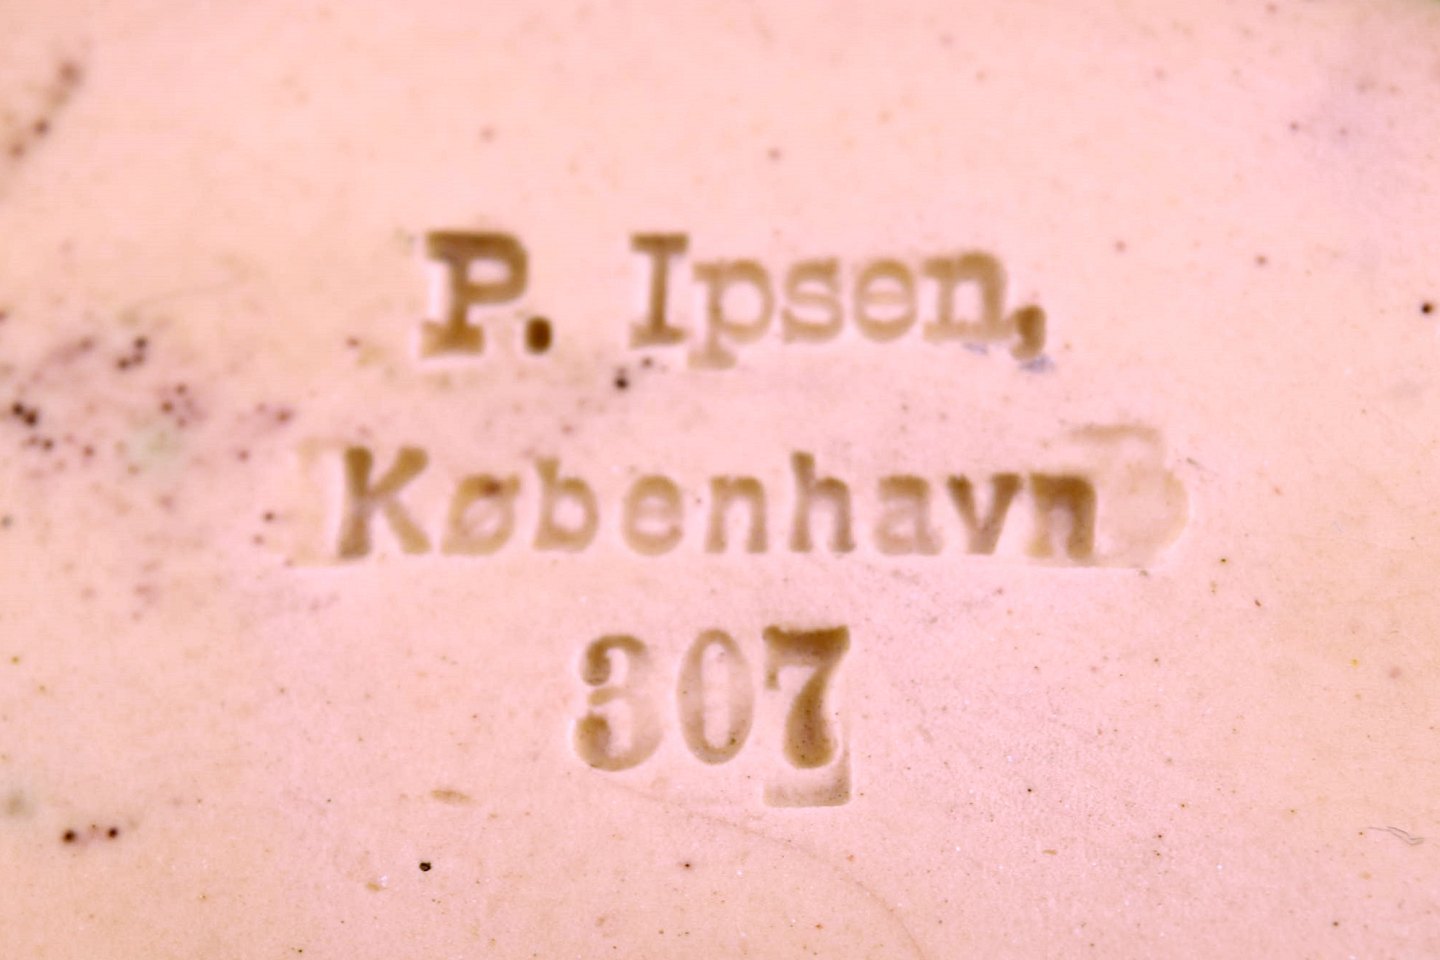 P. Ipsen,
København
307